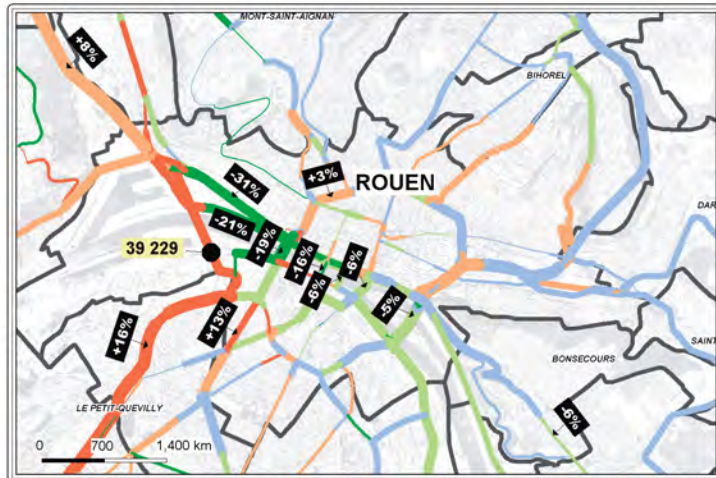 MONT-SAINT-AIGNAN
+8%
BIHOREL
-31%
+3%
ROUEN
-21%
-19%
-16%
-6%
-6%
DAR
39 229
-5%
+16%
+13%
SAINT
BONSECOURS
LE PETIT-QUEVILLY
-6%
0 700 1,400 km